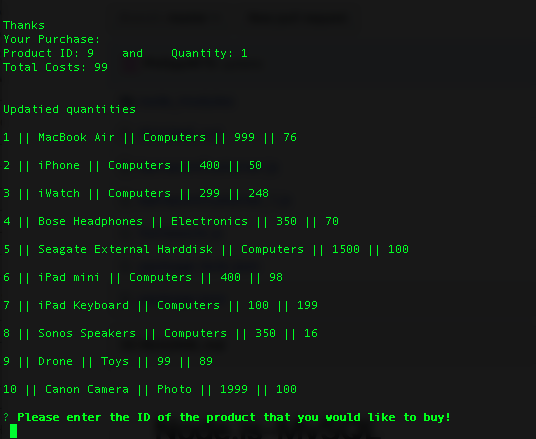 Thanks
Your Purchase:
Product ID: 9    and    Quantity: 1
Total Costs: 99
Updatied quantities
1 || MacBook Air || Computers || 999 || 76
2 || iPhone || Computers || 400 || 50
3 || iWatch || Computers || 299 || 248
4 || Bose Headphones || Electronics || 350 || 70
5 || Seagate External Harddisk || Computers || 1500 || 100
6 || iPad mini || Computers || 400 || 98
7 || iPad Keyboard || Computers || 100 || 199
8 || Sonos Speakers || Computers || 350 || 16
9 || Drone || Toys || 99 || 89
10 || Canon Camera || Photo || 1999 || 100
? Please enter the ID of the product that you would like to buy!